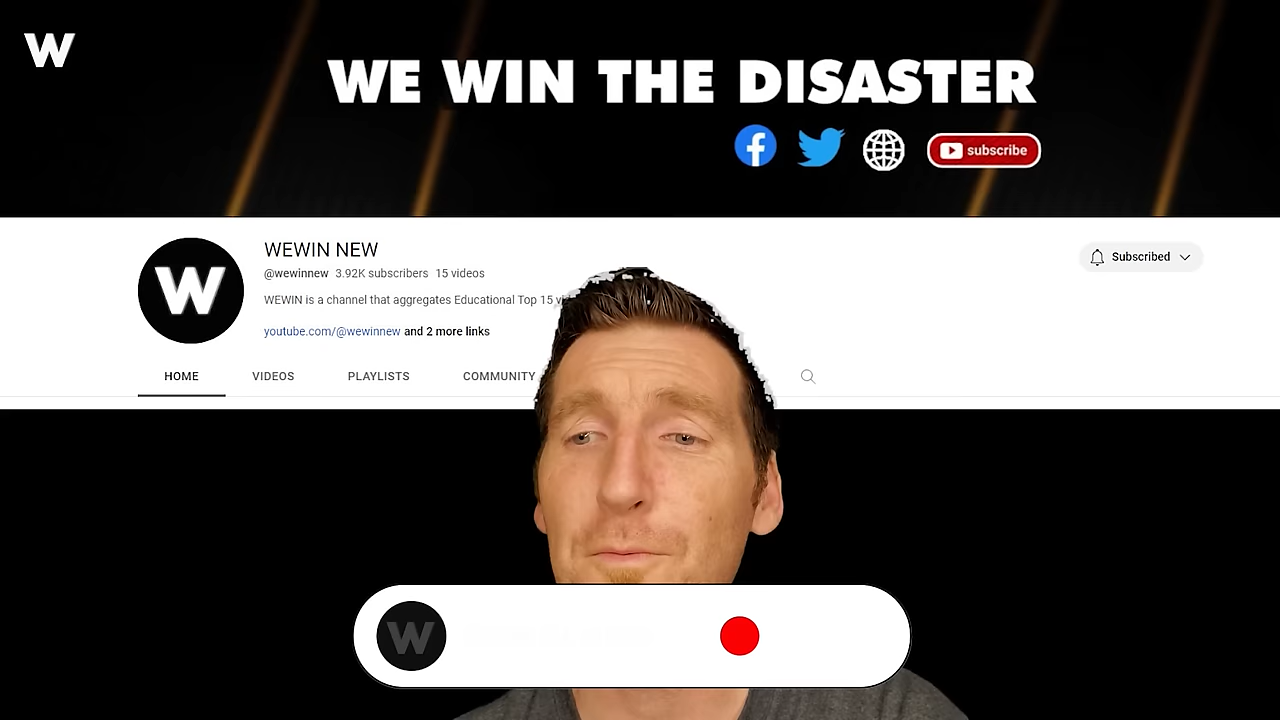 W
WE WIN THE DISASTER
subscribe
W
WEWIN NEW
@wewinnew 3.92K subscribers 15 videos
Subscribed
WEWIN is a channel that aggregates Educational Top 15
youtube.com/@wewinnew and 2 more links
HOME VIDEOS PLAYLISTS COMMUNITY
W